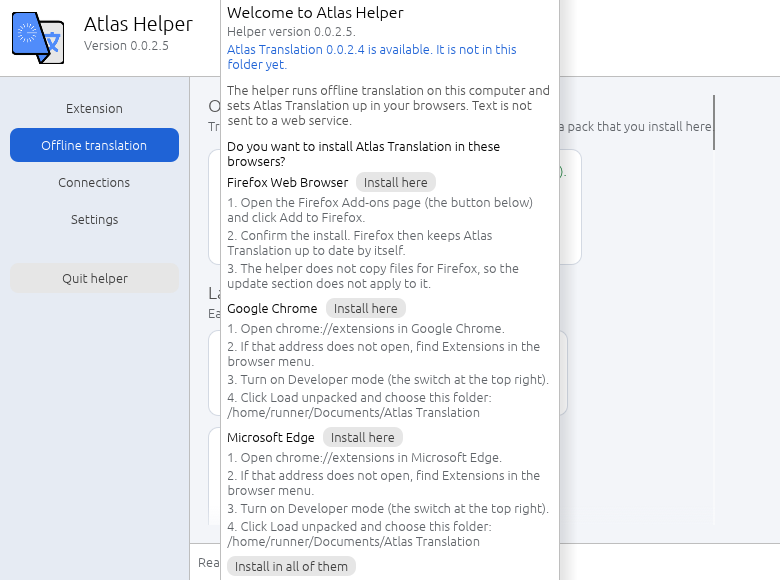 Atlas Helper
Version 0.0.2.5
Extension
Offline translation
Connections
Settings
Quit helper
Welcome to Atlas Helper
Helper version 0.0.2.5.
Atlas Translation 0.0.2.4 is available. It is not in this
folder yet.
The helper runs offline translation on this computer and
sets Atlas Translation up in your browsers. Text is not
sent to a web service.
Do you want to install Atlas Translation in these
browsers?
Firefox Web Browser Install here
1. Open the Firefox Add-ons page (the button below)
and click Add to Firefox.
2. Confirm the install. Firefox then keeps Atlas
Translation up to date by itself.
3. The helper does not copy files for Firefox, so the
update section does not apply to it.
Google Chrome Install here
1. Open chrome://extensions in Google Chrome.
2. If that address does not open, find Extensions in the
browser menu.
3. Turn on Developer mode (the switch at the top right).
4. Click Load unpacked and choose this folder:
/home/runner/Documents/Atlas Translation
Microsoft Edge Install here
1. Open chrome://extensions in Microsoft Edge.
2. If that address does not open, find Extensions in the
browser menu.
3. Turn on Developer mode (the switch at the top right).
4. Click Load unpacked and choose this folder:
/home/runner/Documents/Atlas Translation
Install in all of them
a pack that you install here.